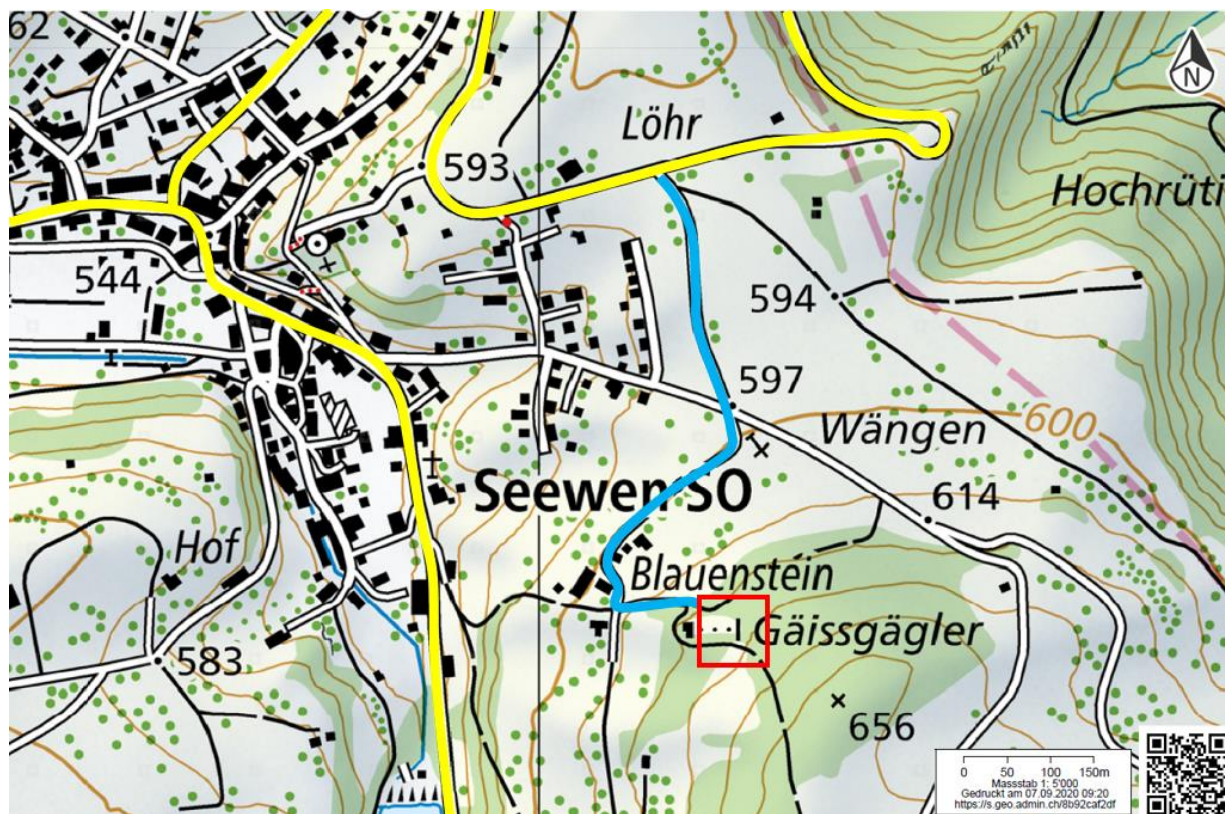 62
N
Löhr
593
Hochrüti
544
594
597
600
Wängen
Seewen SO
614
Hof
Blauenstein
Gäissgägler
583
656
0 50 100 150m
Massstab 1: 5'000
Gedruckt am 07.09.2020 09:20
https://s.geo.admin.ch/8b92caf2df